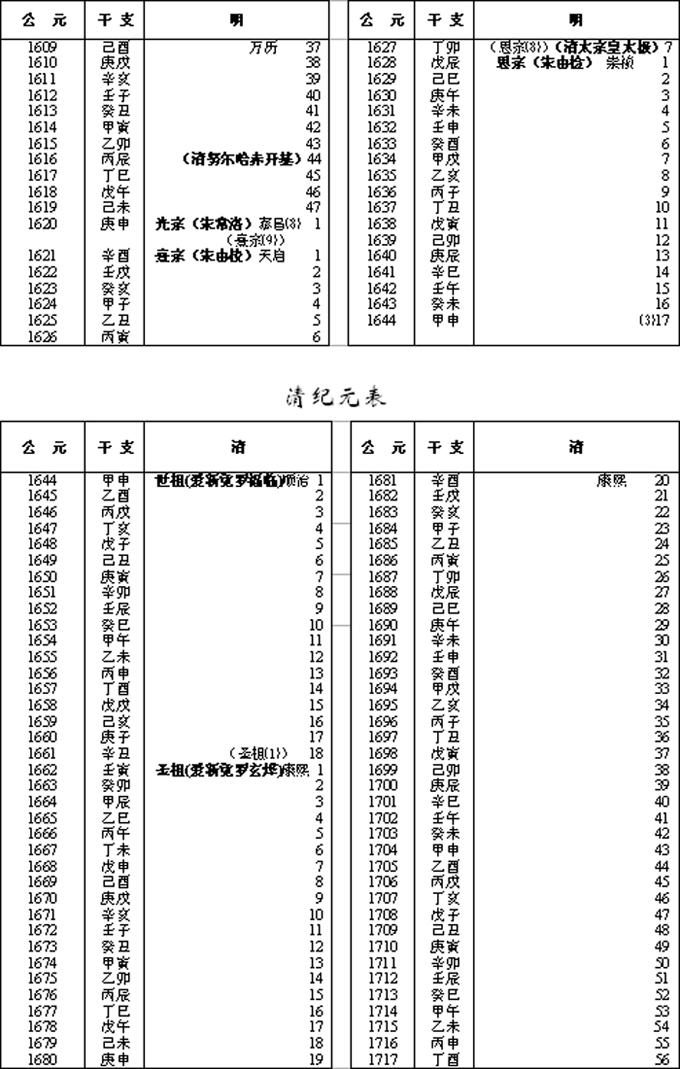 公 元 干 支 明
1609 己酉 万历 37
1610 庚戌 38
1611 辛亥 39
1612 壬子 40
1613 癸丑 41
1614 甲寅 42
1615 乙卯 43
1616 丙辰 (清努尔哈赤开基) 44
1617 丁巳 45
1618 戊午 46
1619 己未 47
1620 庚申 光宗(朱常洛)泰昌(8) 1
(熹宗(9))
1621 辛酉 熹宗(朱由校)天启 1
1622 壬戌 2
1623 癸亥 3
1624 甲子 4
1625 乙丑 5
1626 丙寅 6
公 元 干 支 明
1627 丁卯 (思宗(8))(清太宗皇太极) 7
1628 戊辰 思宗(朱由检) 崇祯 1
1629 己巳 2
1630 庚午 3
1631 辛未 4
1632 壬申 5
1633 癸酉 6
1634 甲戌 7
1635 乙亥 8
1636 丙子 9
1637 丁丑 10
1638 戊寅 11
1639 己卯 12
1640 庚辰 13
1641 辛巳 14
1642 壬午 15
1643 癸未 16
1644 甲申 (3)17
清纪元表
公 元 干 支 清
1644 甲申 世祖(爱新觉罗福临)顺治 1
1645 乙酉 2
1646 丙戌 3
1647 丁亥 4
1648 戊子 5
1649 己丑 6
1650 庚寅 7
1651 辛卯 8
1652 壬辰 9
1653 癸巳 10
1654 甲午 11
1655 乙未 12
1656 丙申 13
1657 丁酉 14
1658 戊戌 15
1659 己亥 16
1660 庚子 17
1661 辛丑 (圣祖(1)) 18
1662 壬寅 圣祖(爱新觉罗玄烨)康熙 1
1663 癸卯 2
1664 甲辰 3
1665 乙巳 4
1666 丙午 5
1667 丁未 6
1668 戊申 7
1669 己酉 8
1670 庚戌 9
1671 辛亥 10
1672 壬子 11
1673 癸丑 12
1674 甲寅 13
1675 乙卯 14
1676 丙辰 15
1677 丁巳 16
1678 戊午 17
1679 己未 18
1680 庚申 19
公 元 干 支 清
1681 辛酉 康熙 20
1682 壬戌 21
1683 癸亥 22
1684 甲子 23
1685 乙丑 24
1686 丙寅 25
1687 丁卯 26
1688 戊辰 27
1689 己巳 28
1690 庚午 29
1691 辛未 30
1692 壬申 31
1693 癸酉 32
1694 甲戌 33
1695 乙亥 34
1696 丙子 35
1697 丁丑 36
1698 戊寅 37
1699 己卯 38
1700 庚辰 39
1701 辛巳 40
1702 壬午 41
1703 癸未 42
1704 甲申 43
1705 乙酉 44
1706 丙戌 45
1707 丁亥 46
1708 戊子 47
1709 己丑 48
1710 庚寅 49
1711 辛卯 50
1712 壬辰 51
1713 癸巳 52
1714 甲午 53
1715 乙未 54
1716 丙申 55
1717 丁酉 56